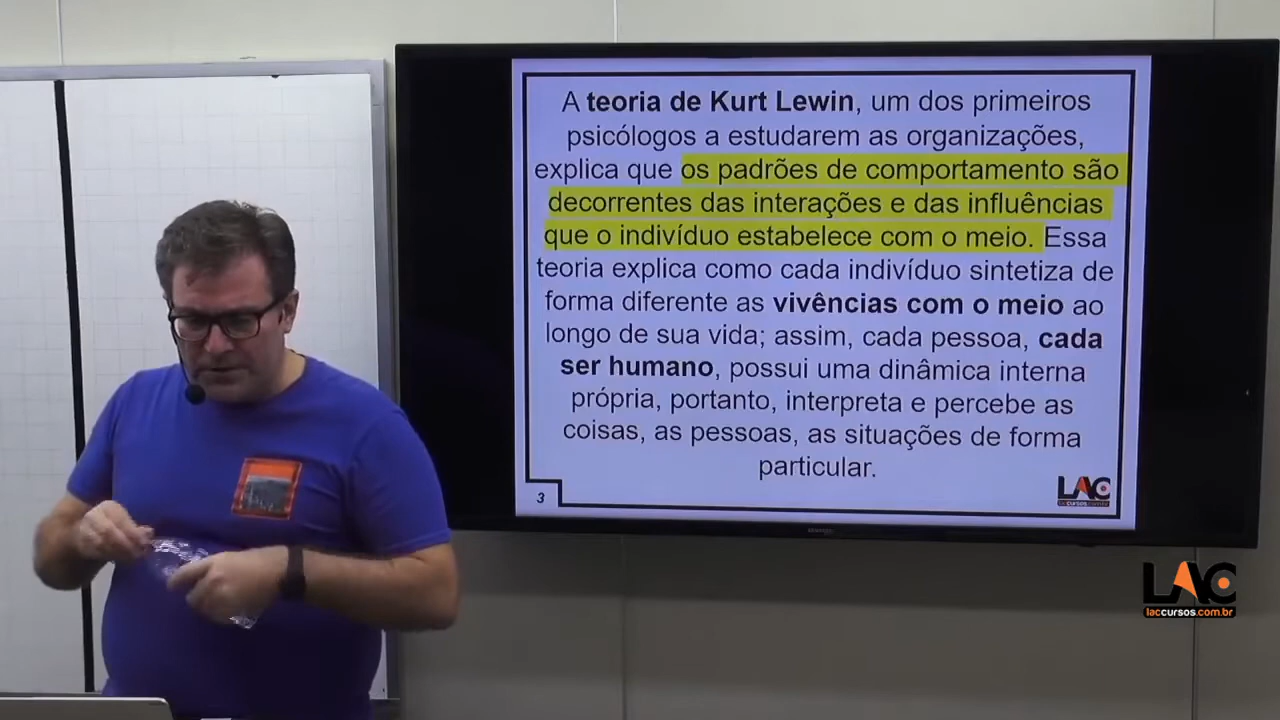 A teoria de Kurt Lewin, um dos primeiros
psicólogos a estudarem as organizações,
explica que os padrões de comportamento são
decorrentes das interações e das influências
que o indivíduo estabelece com o meio. Essa
teoria explica como cada indivíduo sintetiza de
forma diferente as vivências com o meio ao
longo de sua vida; assim, cada pessoa, cada
ser humano, possui uma dinâmica interna
própria, portanto, interpreta e percebe as
coisas, as pessoas, as situações de forma
particular.
3
LAC
laccursos.com.br
LAC
laccursos.com.br